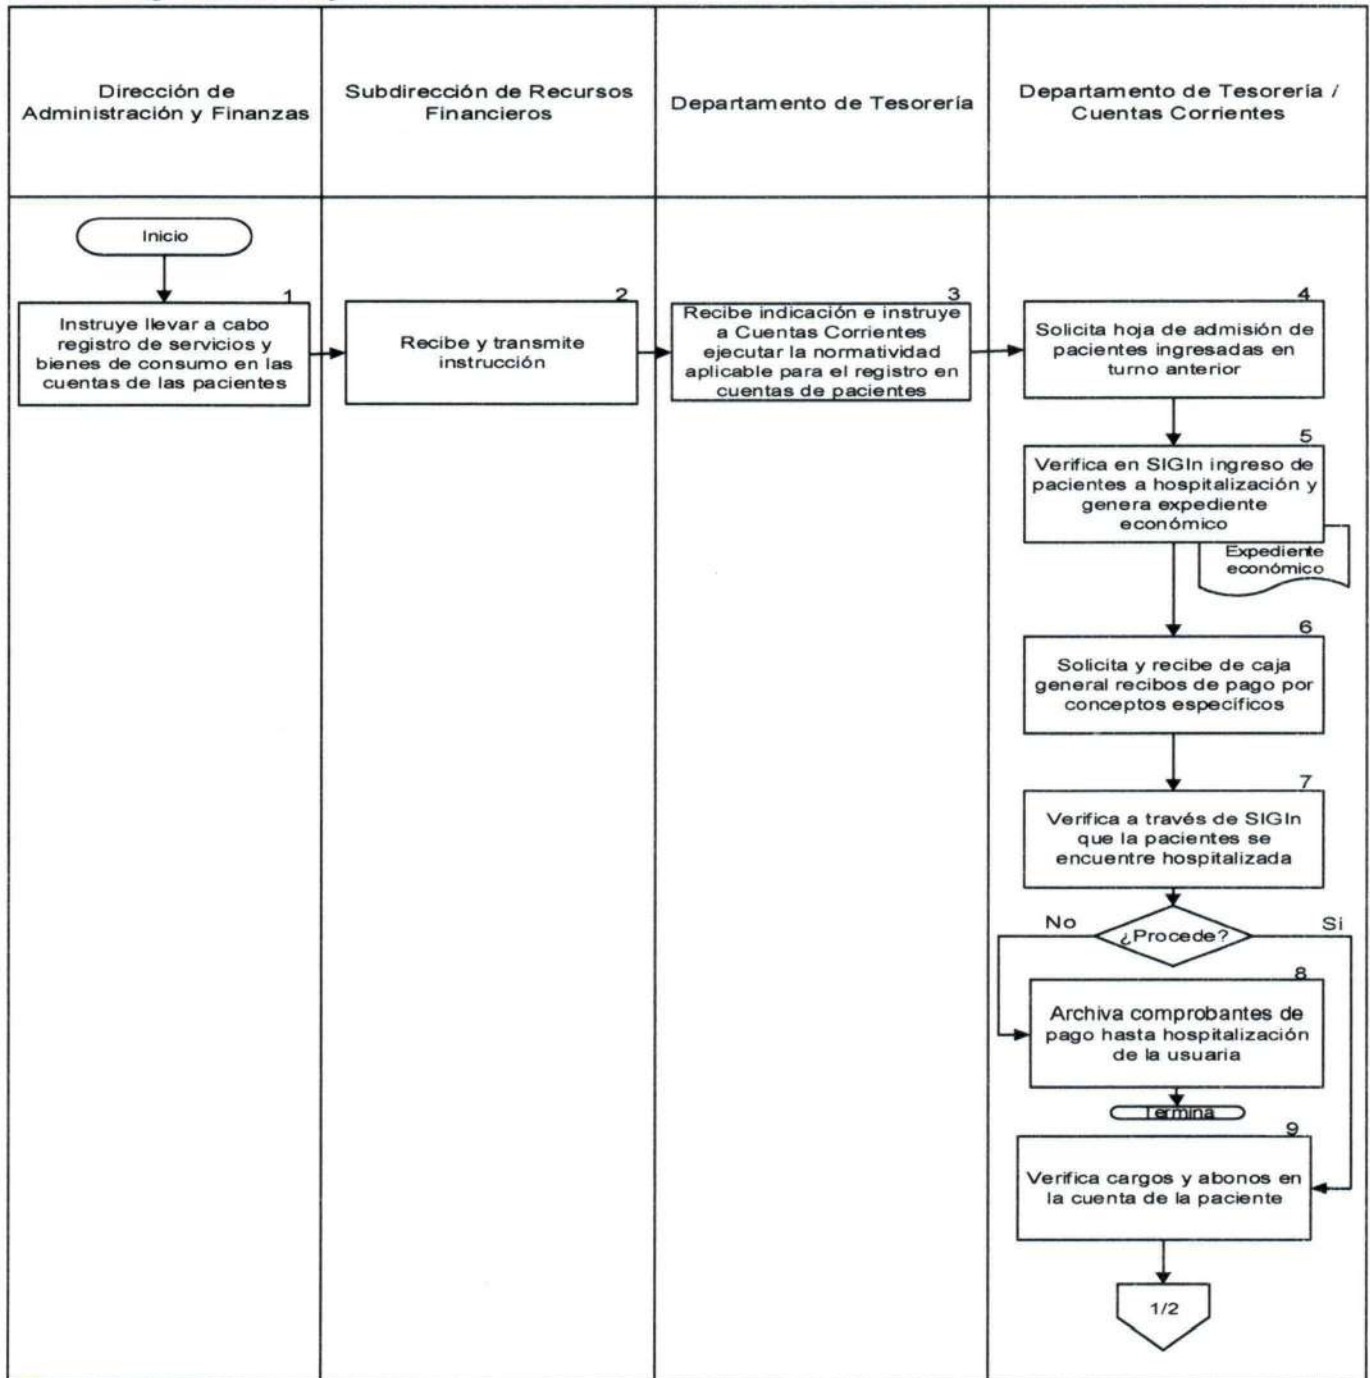 Dirección de
Administración y Finanzas
Subdirección de Recursos
Financieros
Departamento de Tesorería
Departamento de Tesorería /
Cuentas Corrientes
Inicio
1
Instruye llevar a cabo
registro de servicios y
bienes de consumo en las
cuentas de las pacientes
2
Recibe y transmite
instrucción
3
Recibe indicación e instruye
a Cuentas Corrientes
ejecutar la normatividad
aplicable para el registro en
cuentas de pacientes
4
Solicita hoja de admisión de
pacientes ingresadas en
turno anterior
5
Verifica en SIGIn ingreso de
pacientes a hospitalización y
genera expediente
económico
Expediente
económico
6
Solicita y recibe de caja
general recibos de pago por
conceptos específicos
7
Verifica a través de SIGIn
que la pacientes se
encuentre hospitalizada
No
¿Procede?
Si
8
Archiva comprobantes de
pago hasta hospitalización
de la usuaria
Termina
9
Verifica cargos y abonos en
la cuenta de la paciente
1/2